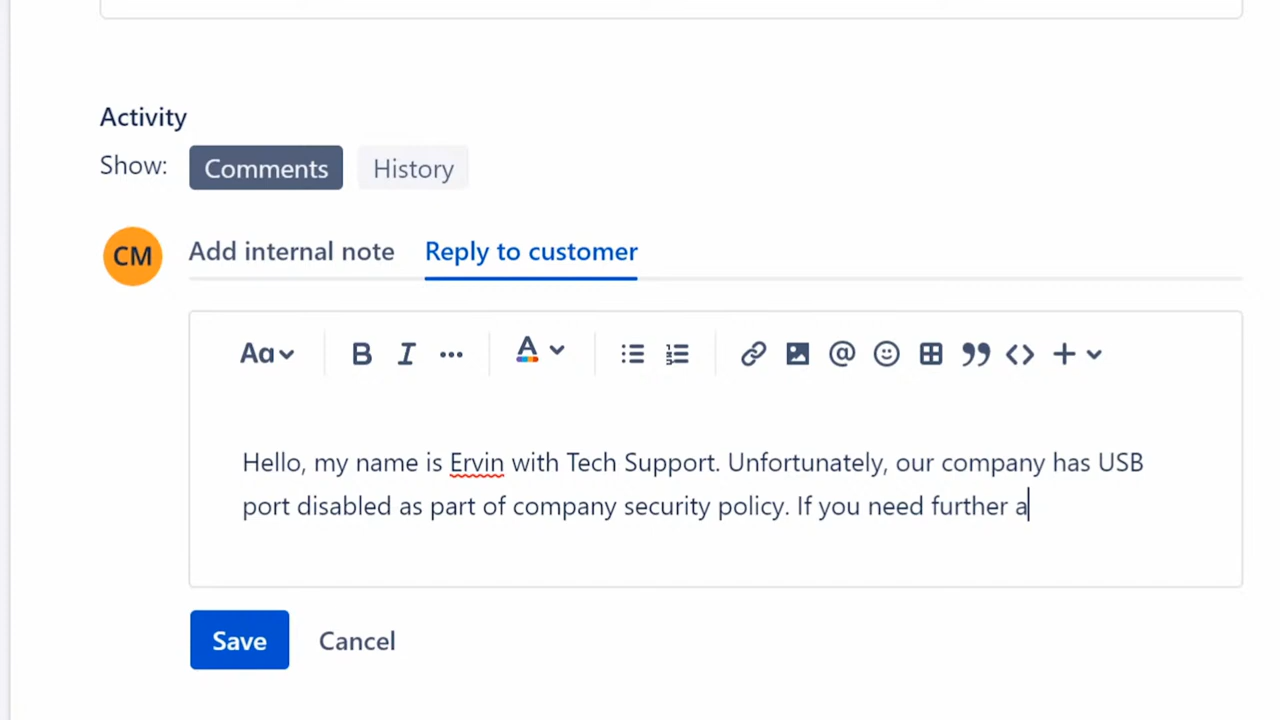 Activity
Show: Comments History
CM Add internal note Reply to customer
Aa B I ... A @
Hello, my name is Ervin with Tech Support. Unfortunately, our company has USB
port disabled as part of company security policy. If you need further a
Save Cancel